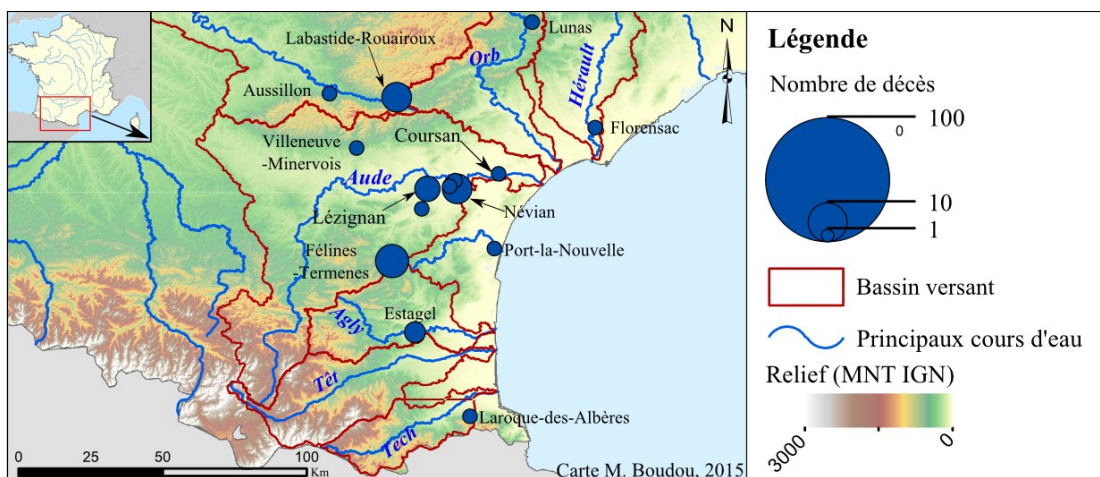 Lunas
Labastide-Rouairoux
Orb
Hérault
N
Aussillon
Florensac
Villeneuve
-Minervois
Coursan
Aude
Lézignan
Névian
Félines
-Termenes
Port-la-Nouvelle
Agly
Estagel
Têt
Laroque-des-Albères
Tech
0 25 50 100
Km
Carte M. Boudou, 2015
Légende
Nombre de décès
100
0
10
1
Bassin versant
Principaux cours d'eau
Relief (MNT IGN)
3000
0